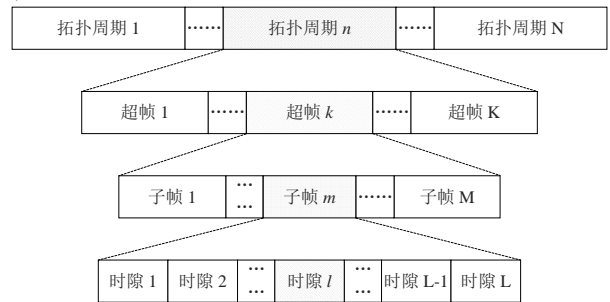 拓扑周期 1 …… 拓扑周期 n …… 拓扑周期 N
超帧 1 …… 超帧 k …… 超帧 K
子帧 1 …… 子帧 m …… 子帧 M
时隙 1 时隙 2 …… 时隙 l …… 时隙 L-1 时隙 L